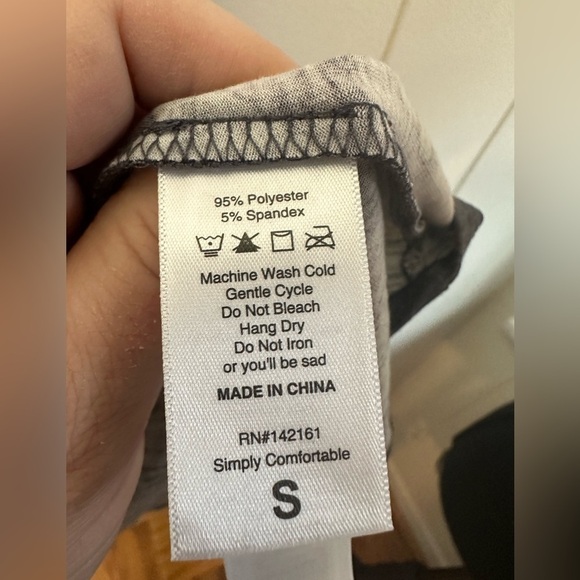 95% Polyester
5% Spandex
Machine Wash Cold
Gentle Cycle
Do Not Bleach
Hang Dry
Do Not Iron
or you'll be sad
MADE IN CHINA
RN#142161
Simply Comfortable
S